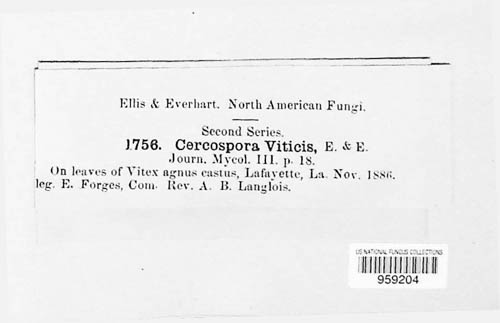 Ellis & Everhart. North American Fungi.
Second Series.
1756. Cercospora Viticis, E. & E.
Journ. Mycol. III. p. 18.
On leaves of Vitex agnus castus, Lafayette, La. Nov. 1886.
leg. E. Forges, Com. Rev. A. B. Langlois.
US NATIONAL FUNGUS COLLECTIONS
959204